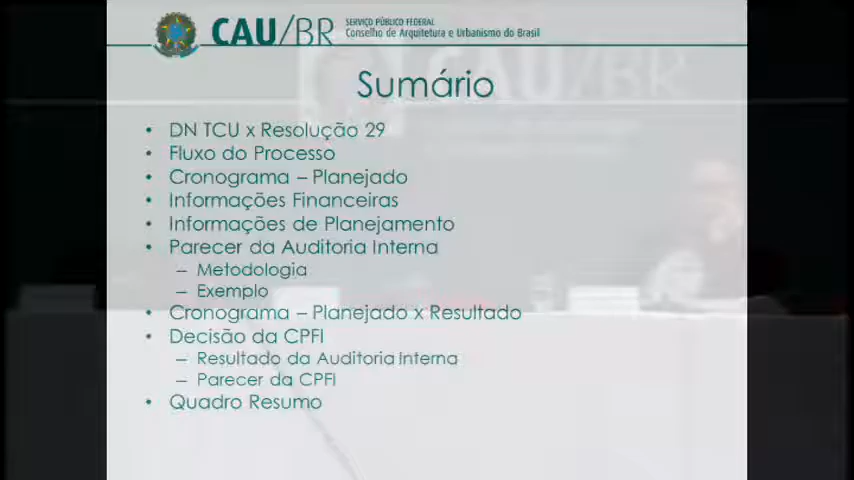 CAU/BR
SERVIÇO PÚBLICO FEDERAL
Conselho de Arquitetura e Urbanismo do Brasil
Sumário
• DN TCU x Resolução 29
• Fluxo do Processo
• Cronograma – Planejado
• Informações Financeiras
• Informações de Planejamento
• Parecer da Auditoria Interna
– Metodologia
– Exemplo
• Cronograma – Planejado x Resultado
• Decisão da CPFI
– Resultado da Auditoria Interna
– Parecer da CPFI
• Quadro Resumo
CAU/BR